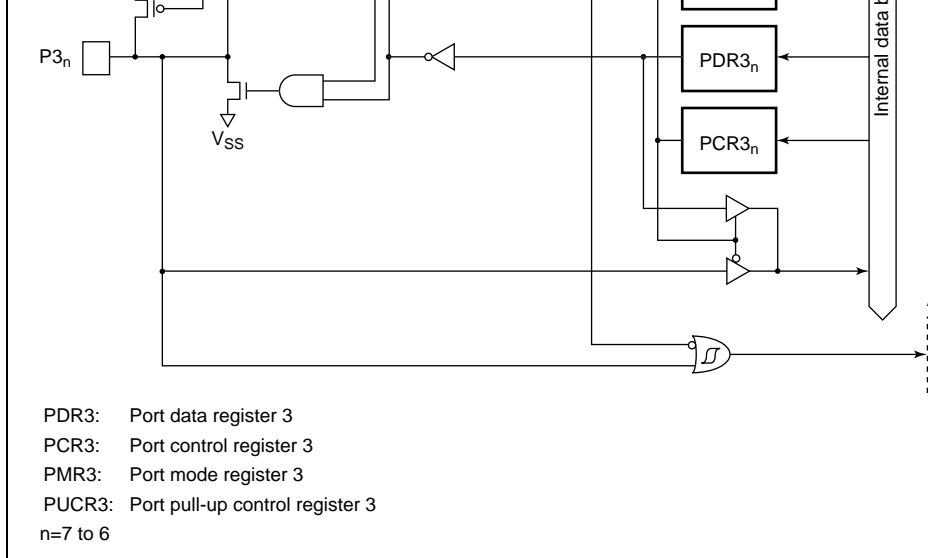 P3n
VSS
PDR3n
PCR3n
Internal data
PDR3: Port data register 3
PCR3: Port control register 3
PMR3: Port mode register 3
PUCR3: Port pull-up control register 3
n=7 to 6